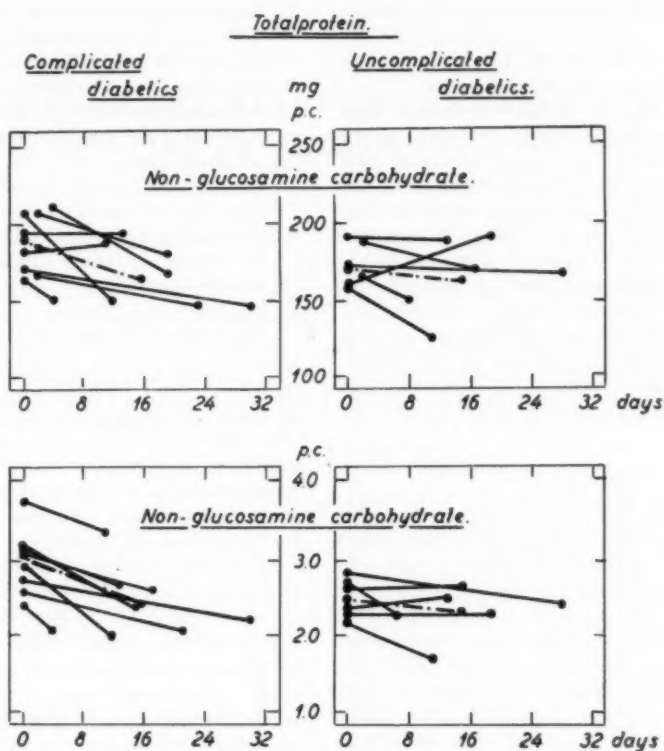 Totalprotein.
Complicated
diabetics
Uncomplicated
diabetics.
mg
p.c.
250
Non-glucosamine carbohydrate.
200
150
100
0 8 16 24 32
0 8 16 24 32 days
p.c.
4.0
Non-glucosamine carbohydrate.
3.0
2.0
1.0
0 8 16 24 32
0 8 16 24 32 days